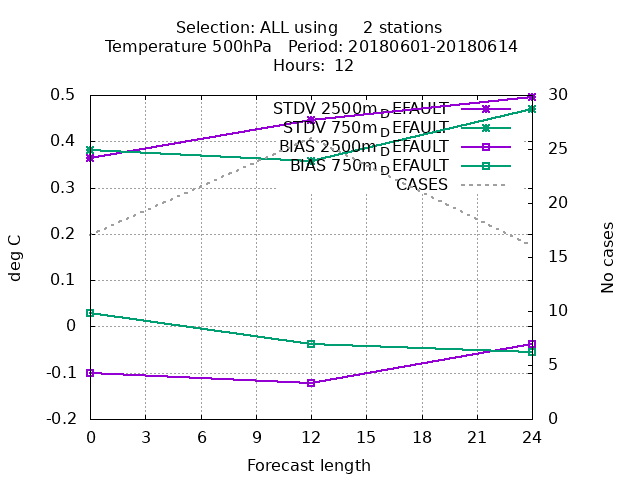 Selection: ALL using     2 stations
Temperature 500hPa   Period: 20180601-20180614
Hours: 12
STDV 2500m_DEFAULT
STDV 750m_DEFAULT
BIAS 2500m_DEFAULT
BIAS 750m_DEFAULT
CASES
0.5
0.4
0.3
0.2
0.1
0
-0.1
-0.2
deg C
30
25
20
15
10
5
0
No cases
0 3 6 9 12 15 18 21 24
Forecast length